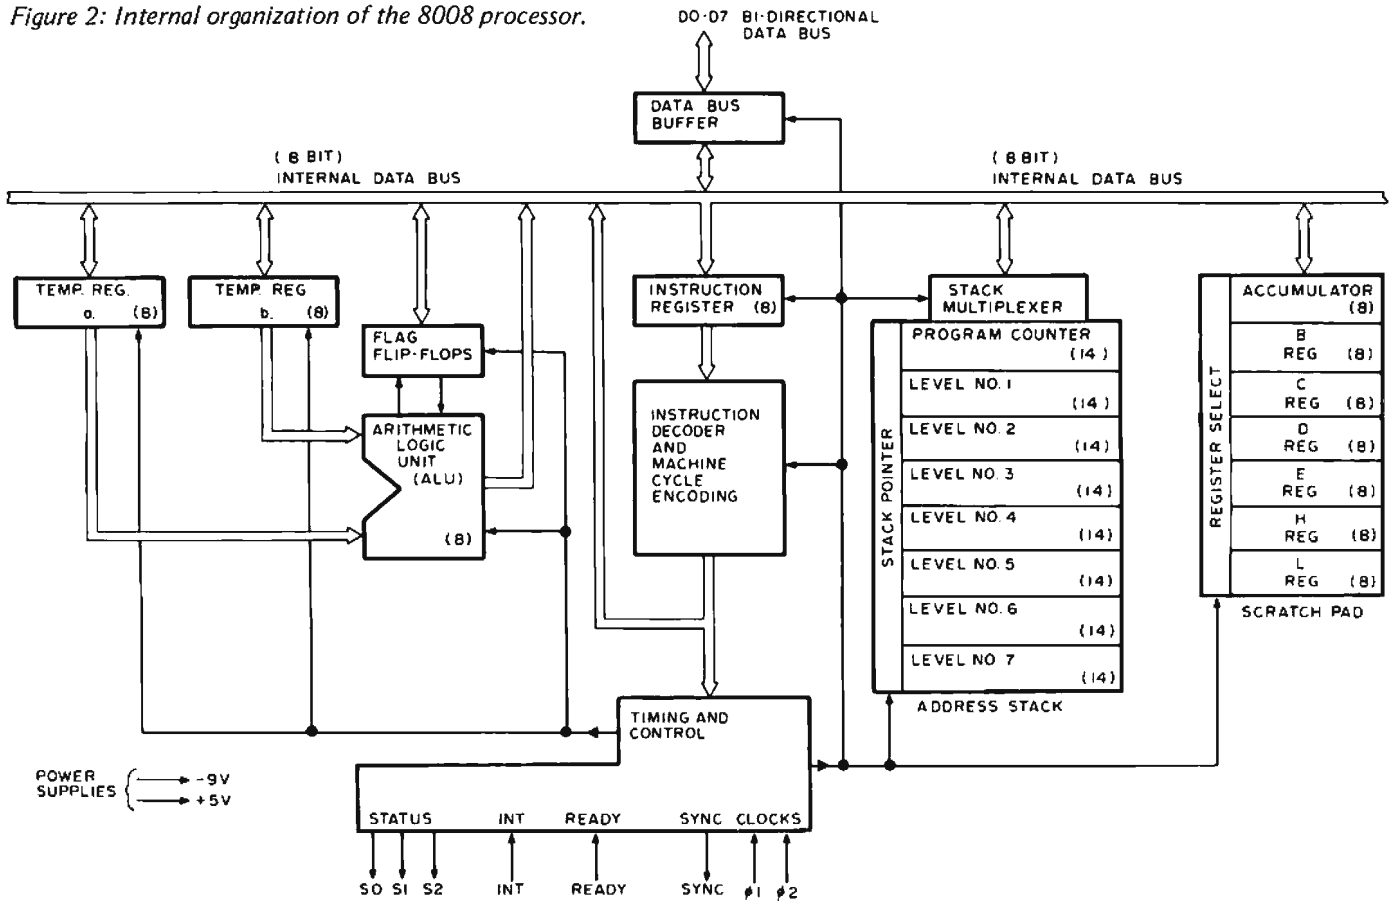 Figure 2: Internal organization of the 8008 processor.
D0-D7 BI-DIRECTIONAL
DATA BUS
DATA BUS
BUFFER
(8 BIT)
INTERNAL DATA BUS
(8 BIT)
INTERNAL DATA BUS
TEMP. REG.
a. (8)
TEMP. REG
b. (8)
FLAG
FLIP-FLOPS
ARITHMETIC
LOGIC
UNIT
(ALU)
(8)
INSTRUCTION
REGISTER (8)
INSTRUCTION
DECODER
AND
MACHINE
CYCLE
ENCODING
STACK
MULTIPLEXER
STACK POINTER
PROGRAM COUNTER
(14)
LEVEL NO. 1
(14)
LEVEL NO. 2
(14)
LEVEL NO. 3
(14)
LEVEL NO. 4
(14)
LEVEL NO. 5
(14)
LEVEL NO. 6
(14)
LEVEL NO 7
(14)
ADDRESS STACK
REGISTER SELECT
ACCUMULATOR
(8)
B
REG (8)
C
REG (8)
D
REG (8)
E
REG (8)
H
REG (8)
L
REG (8)
SCRATCH PAD
TIMING AND
CONTROL
POWER
SUPPLIES
-9V
+5V
STATUS INT READY SYNC CLOCKS
S0 S1 S2 INT READY SYNC ϕ1 ϕ2